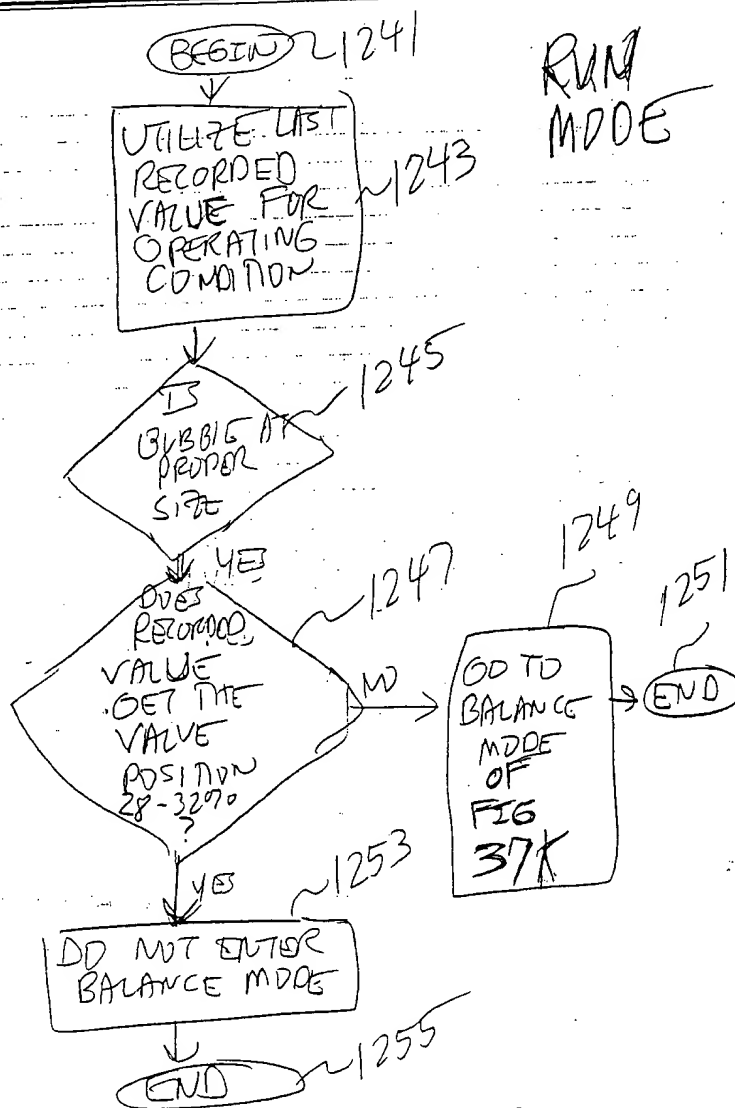 BEGIN 1241
RUN
MODE
UTILIZE LAST
RECORDED
VALUE FOR
OPERATING
CONDITION
1243
IS
BUBBLE AT
PROPER
SIZE
1245
YES
DOES
RECORDED
VALUE
GET THE
VALUE
POSITION
28-32%
?
1247
NO
GO TO
BALANCE
MODE
OF
FIG
37K
1249
END
1251
YES
DO NOT ENTER
BALANCE MODE
1253
END
1255